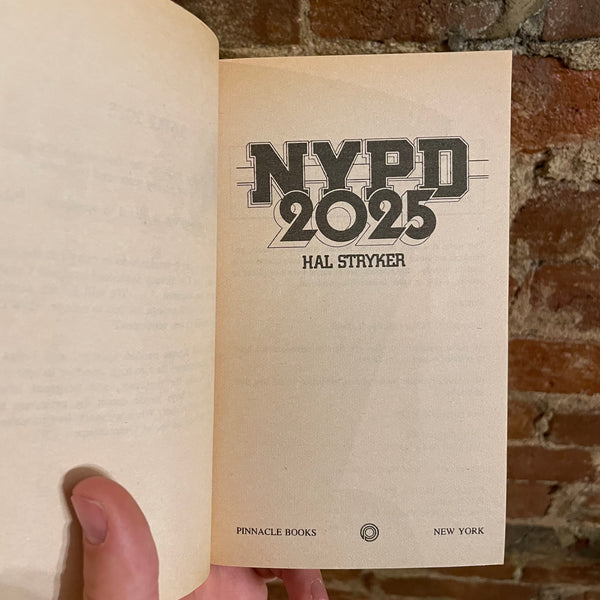 NYPD
2025
HAL STRYKER
PINNACLE BOOKS NEW YORK